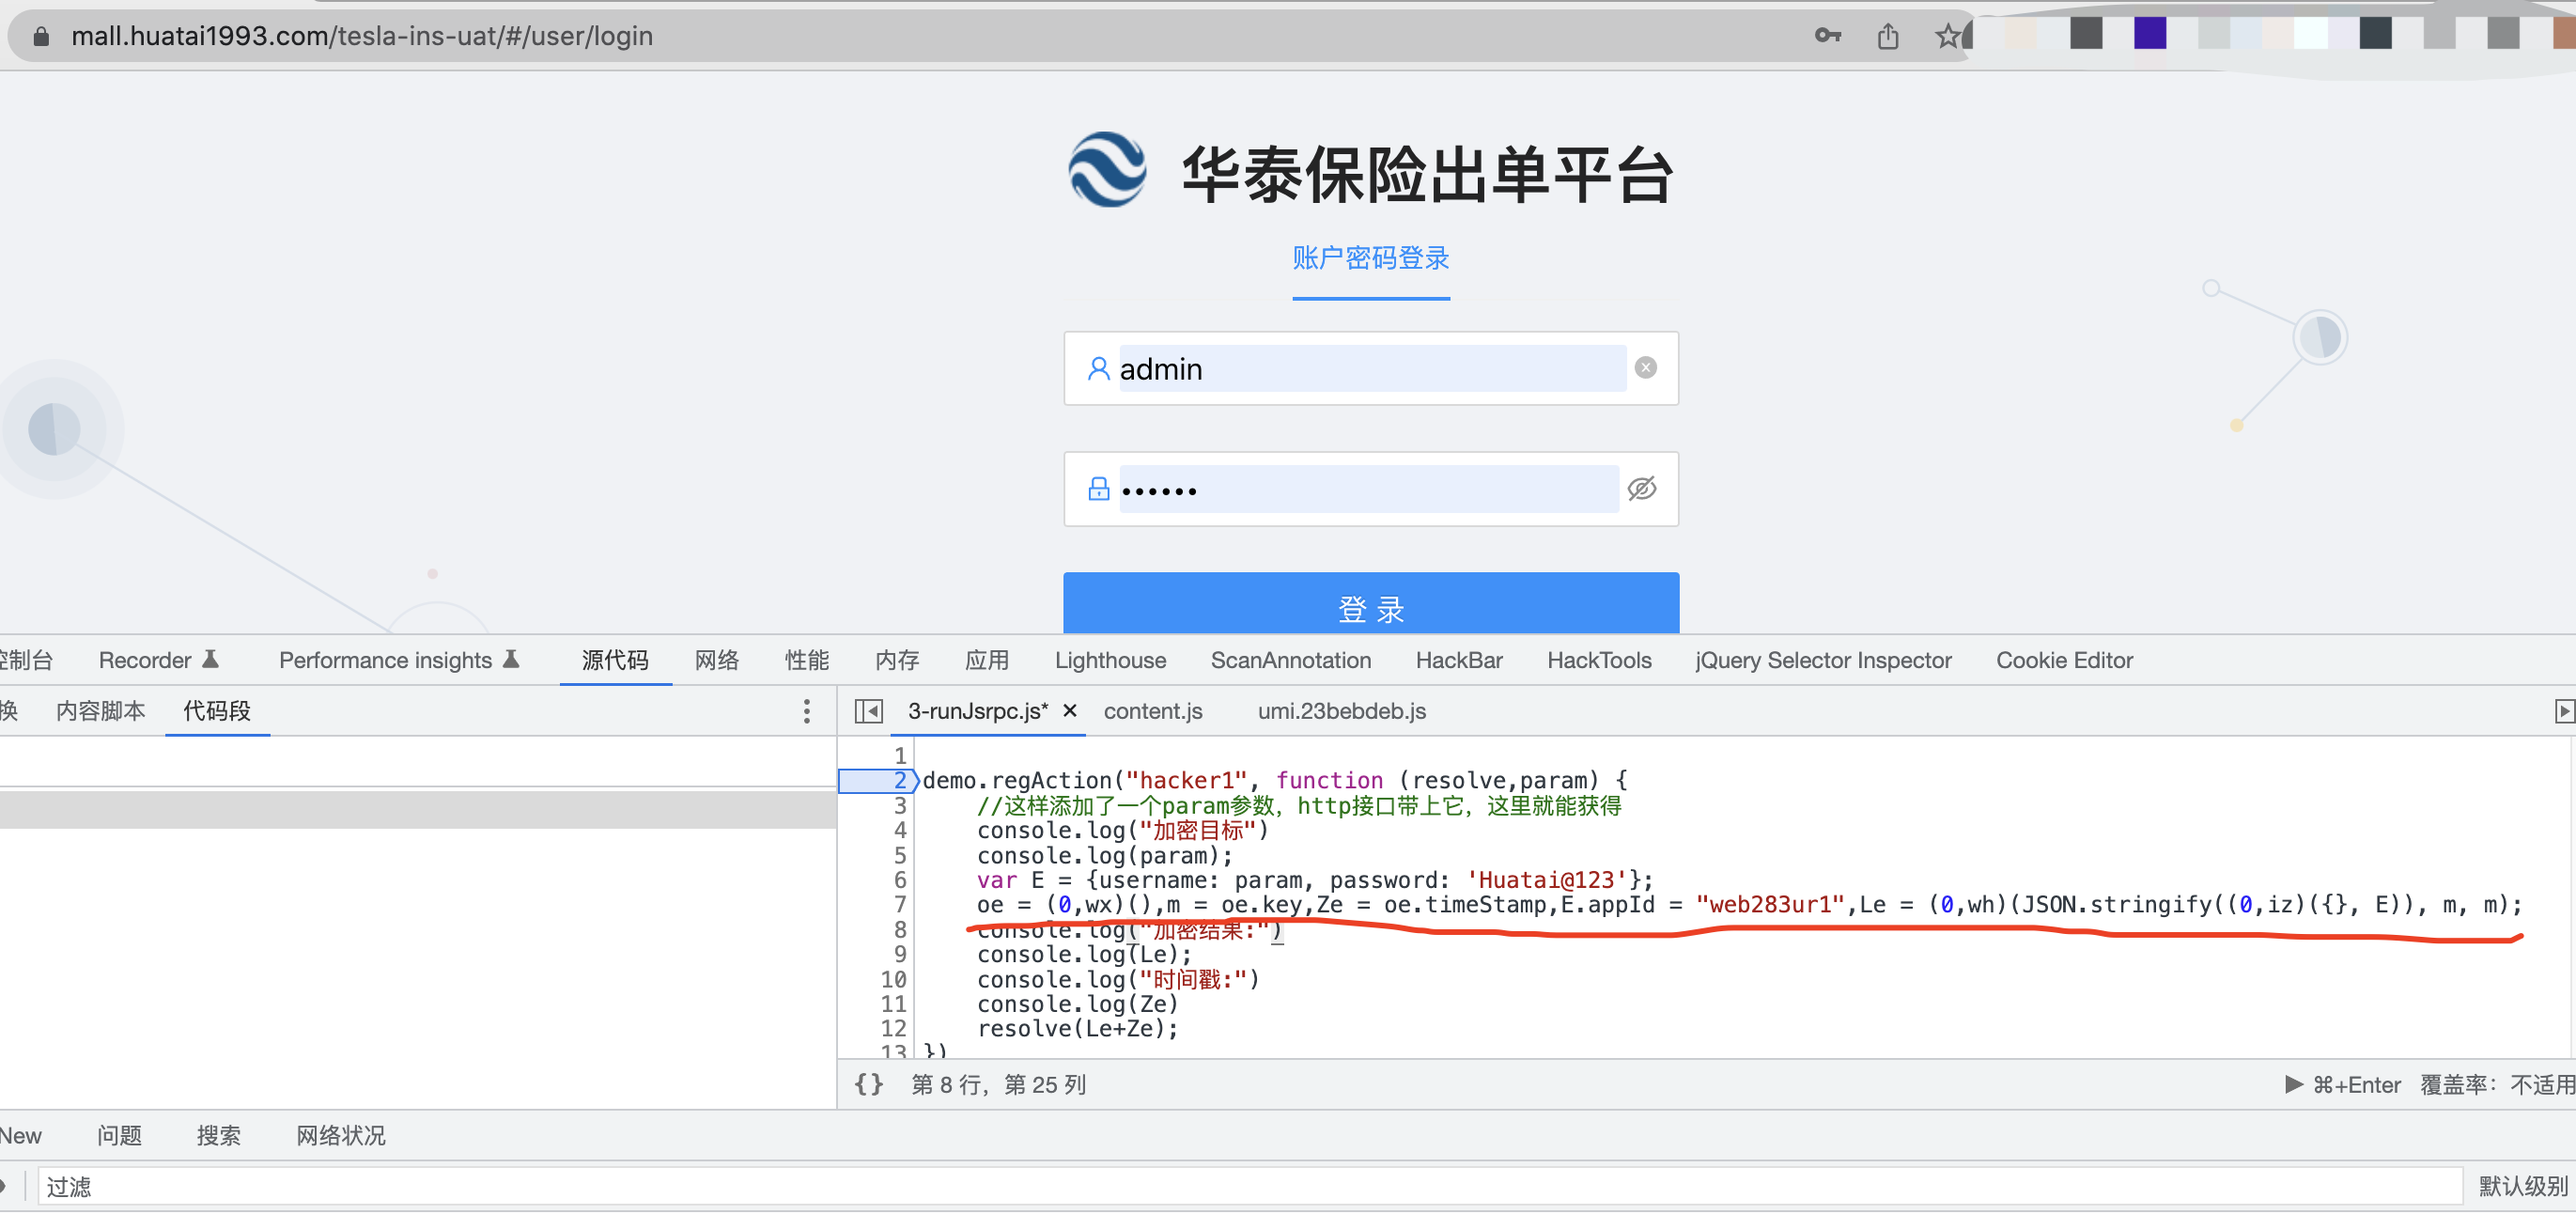 mall.huatai1993.com/tesla-ins-uat/#/user/login
华泰保险出单平台
账户密码登录
admin
••••••
登 录
控制台 Recorder Performance insights 源代码 网络 性能 内存 应用 Lighthouse ScanAnnotation HackBar HackTools jQuery Selector Inspector Cookie Editor
换 内容脚本 代码段 3-runJsrpc.js* × content.js umi.23bebdeb.js
1
2 demo.regAction("hacker1", function (resolve,param) {
3 //这样添加了一个param参数，http接口带上它，这里就能获得
4 console.log("加密目标")
5 console.log(param);
6 var E = {username: param, password: 'Huatai@123'};
7 oe = (0,wx)(),m = oe.key,Ze = oe.timeStamp,E.appId = "web283ur1",Le = (0,wh)(JSON.stringify((0,iz)({}, E)), m, m);
8 console.log("加密结果:")
9 console.log(Le);
10 console.log("时间戳:")
11 console.log(Ze)
12 resolve(Le+Ze);
13 })
{} 第 8 行，第 25 列 ⌘+Enter 覆盖率：不适用
New 问题 搜索 网络状况
过滤 默认级别